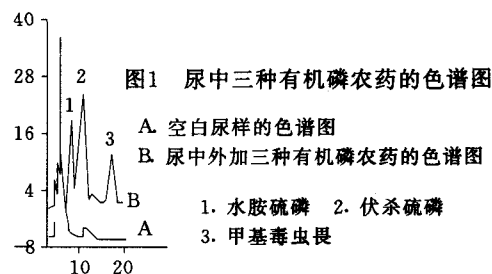 40
28
16
4
-8
10 20
1
2
3
B
A
图1 尿中三种有机磷农药的色谱图
A. 空白尿样的色谱图
B. 尿中外加三种有机磷农药的色谱图
1. 水胺硫磷 2. 伏杀硫磷
3. 甲基毒虫畏